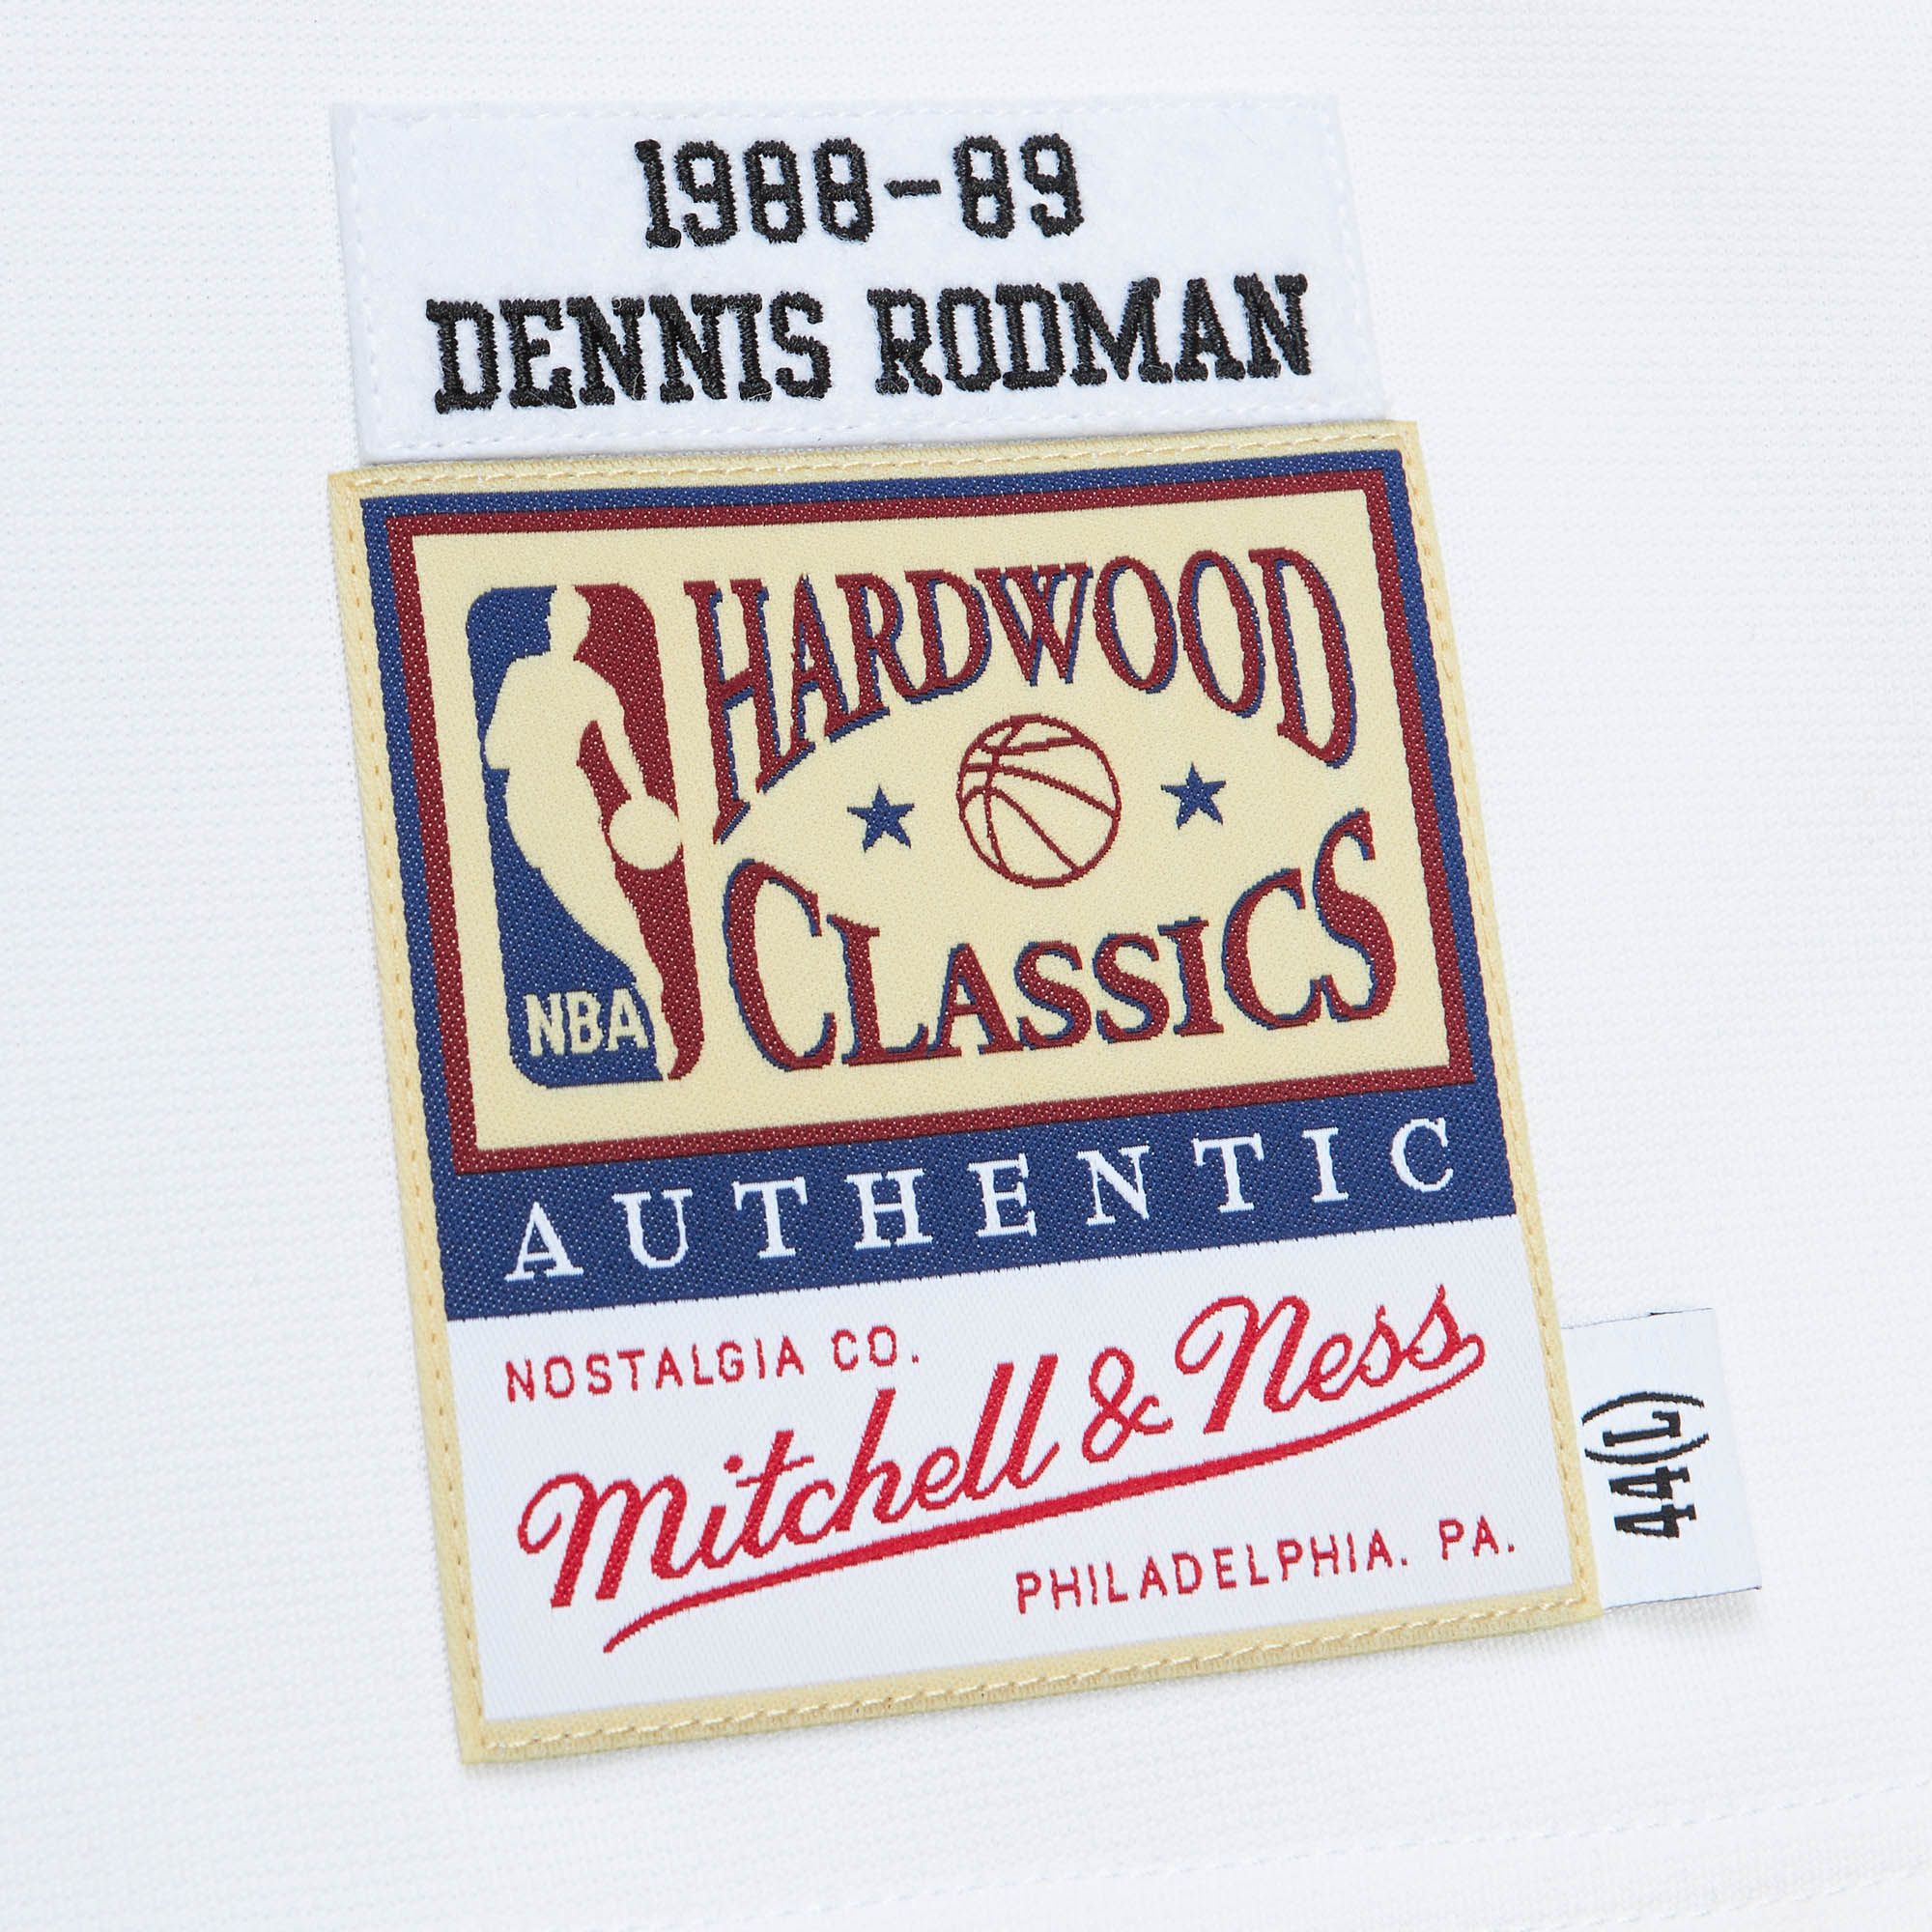 1988-89
DENNIS RODMAN
HARDWOOD
CLASSICS
NBA
AUTHENTIC
NOSTALGIA CO.
Mitchell & Ness
PHILADELPHIA. PA.
44(L)